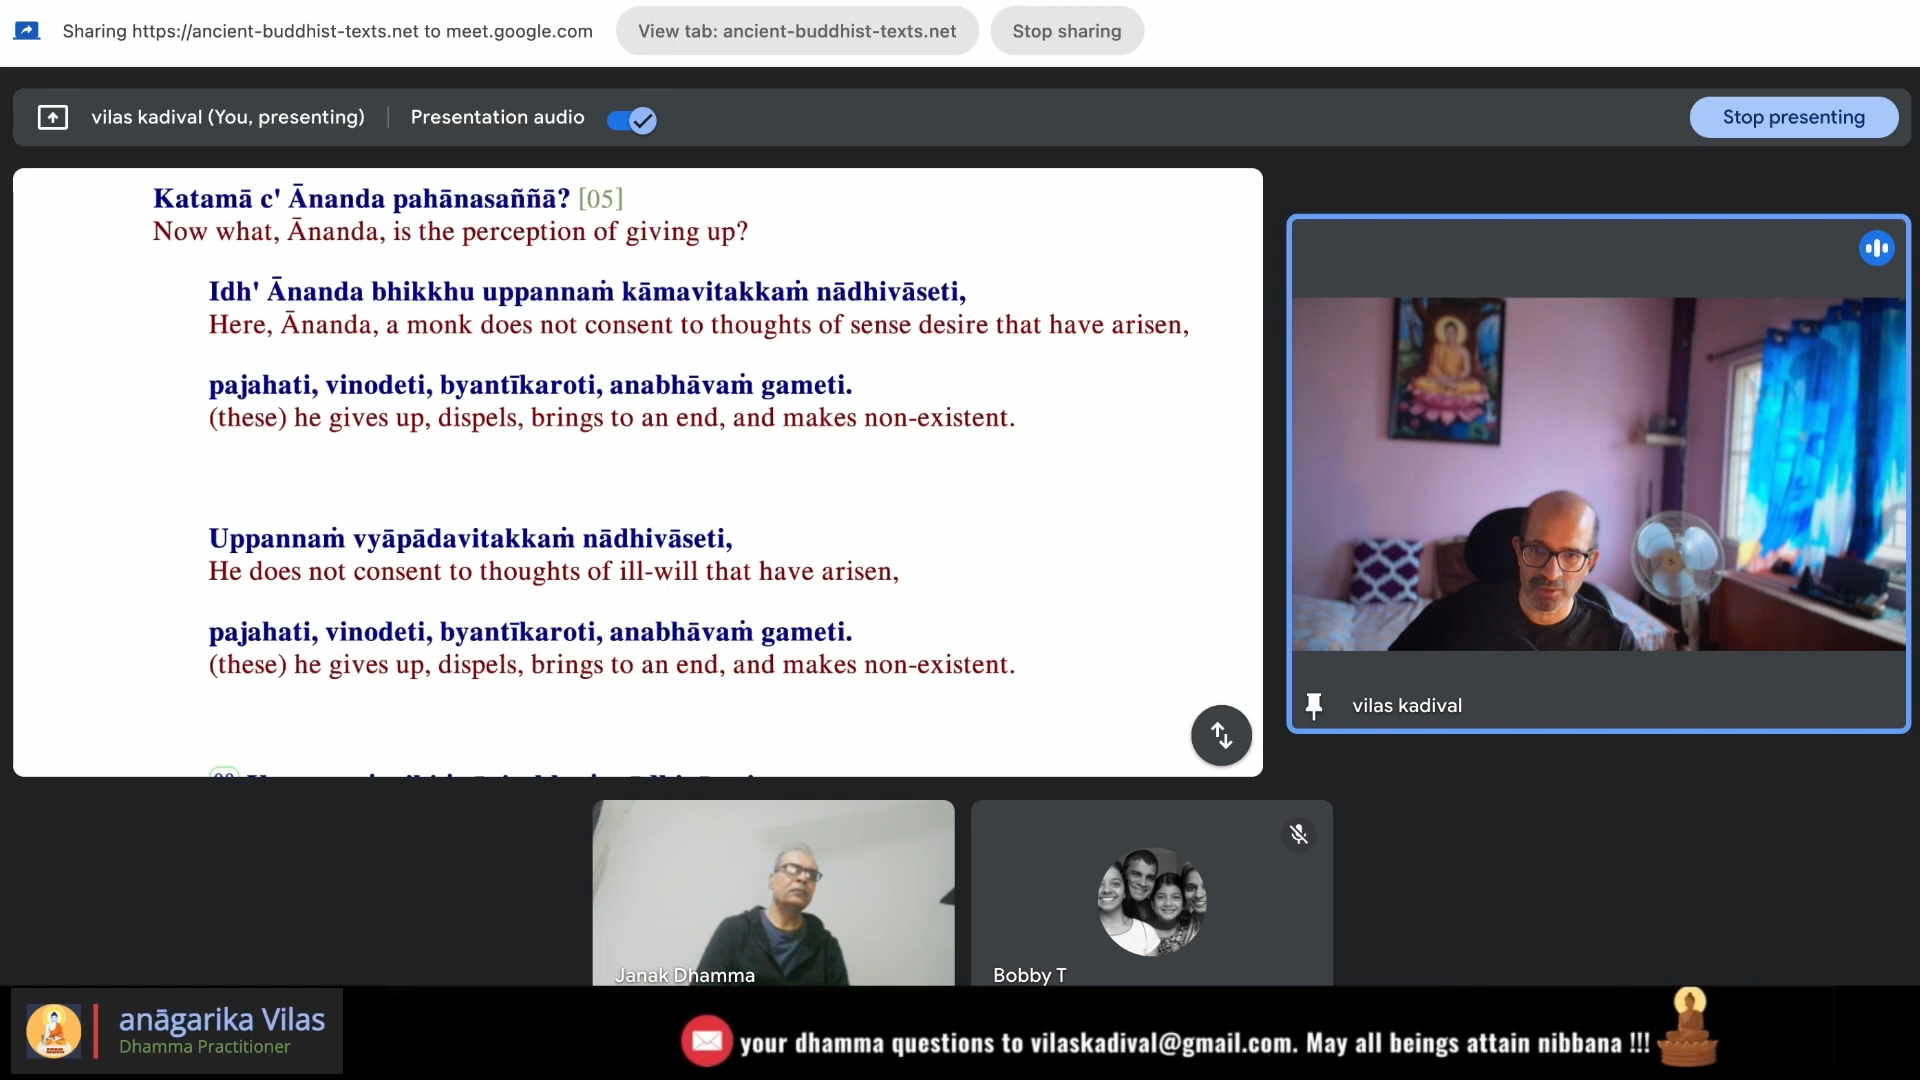 Sharing https://ancient-buddhist-texts.net to meet.google.com
View tab: ancient-buddhist-texts.net
Stop sharing
vilas kadival (You, presenting)
Presentation audio
Stop presenting
Katamā c' Ānanda pahānasaññā? [05]
Now what, Ānanda, is the perception of giving up?
Idh' Ānanda bhikkhu uppannaṁ kāmavitakkaṁ nādhivāseti,
Here, Ānanda, a monk does not consent to thoughts of sense desire that have arisen,
pajahati, vinodeti, byantīkaroti, anabhāvaṁ gameti.
(these) he gives up, dispels, brings to an end, and makes non-existent.
Uppannaṁ vyāpādavitakkaṁ nādhivāseti,
He does not consent to thoughts of ill-will that have arisen,
pajahati, vinodeti, byantīkaroti, anabhāvaṁ gameti.
(these) he gives up, dispels, brings to an end, and makes non-existent.
vilas kadival
Janak Dhamma
Bobby T
anāgarika Vilas
Dhamma Practitioner
your dhamma questions to vilaskadival@gmail.com. May all beings attain nibbana !!!